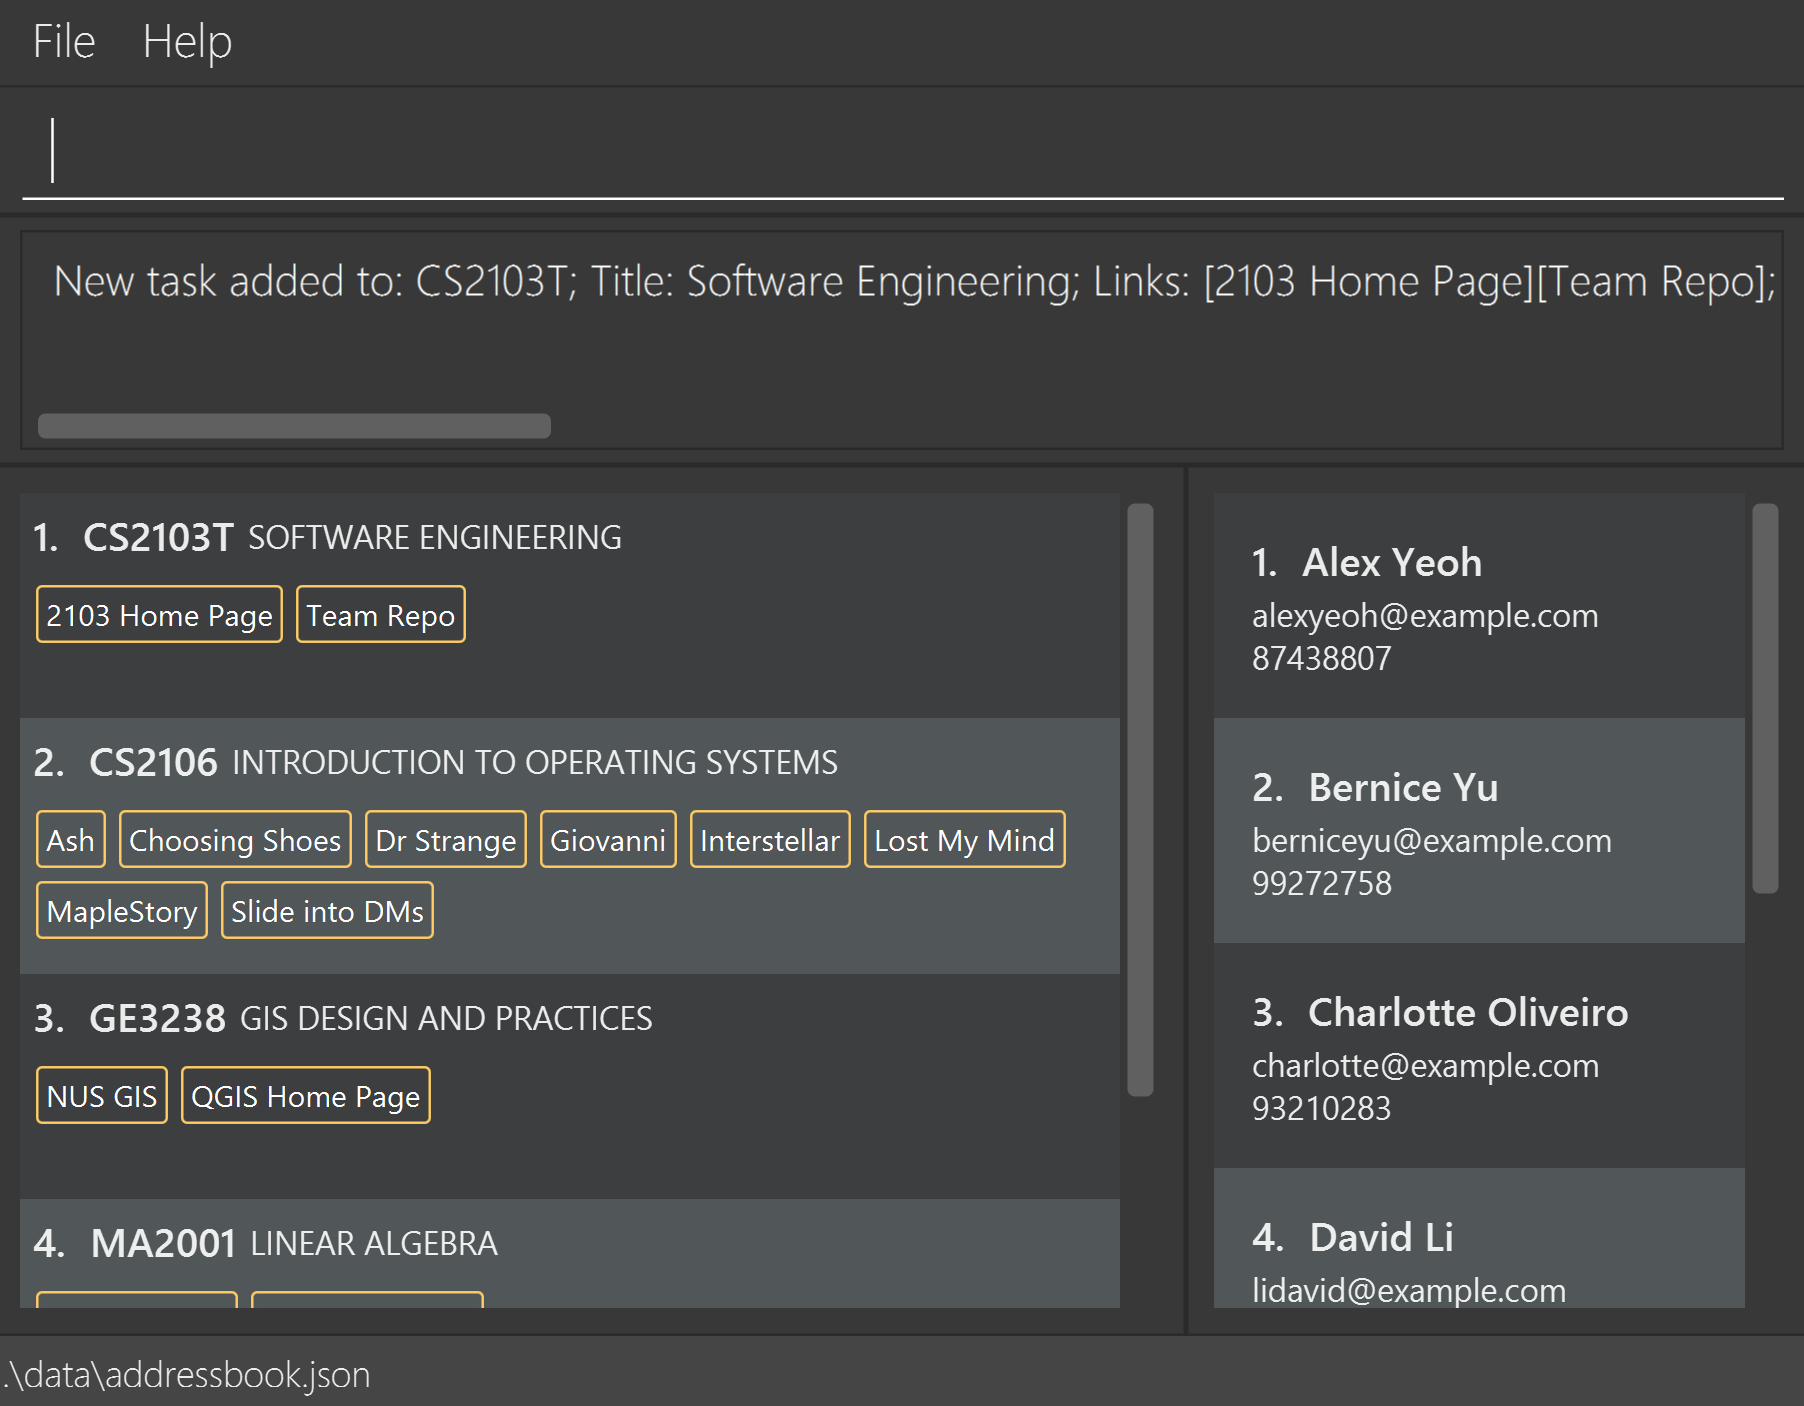 File Help
New task added to: CS2103T; Title: Software Engineering; Links: [2103 Home Page][Team Repo];
1. CS2103T SOFTWARE ENGINEERING
2103 Home Page Team Repo
2. CS2106 INTRODUCTION TO OPERATING SYSTEMS
Ash Choosing Shoes Dr Strange Giovanni Interstellar Lost My Mind
MapleStory Slide into DMs
3. GE3238 GIS DESIGN AND PRACTICES
NUS GIS QGIS Home Page
4. MA2001 LINEAR ALGEBRA
1. Alex Yeoh
alexyeoh@example.com
87438807
2. Bernice Yu
berniceyu@example.com
99272758
3. Charlotte Oliveiro
charlotte@example.com
93210283
4. David Li
lidavid@example.com
.\data\addressbook.json